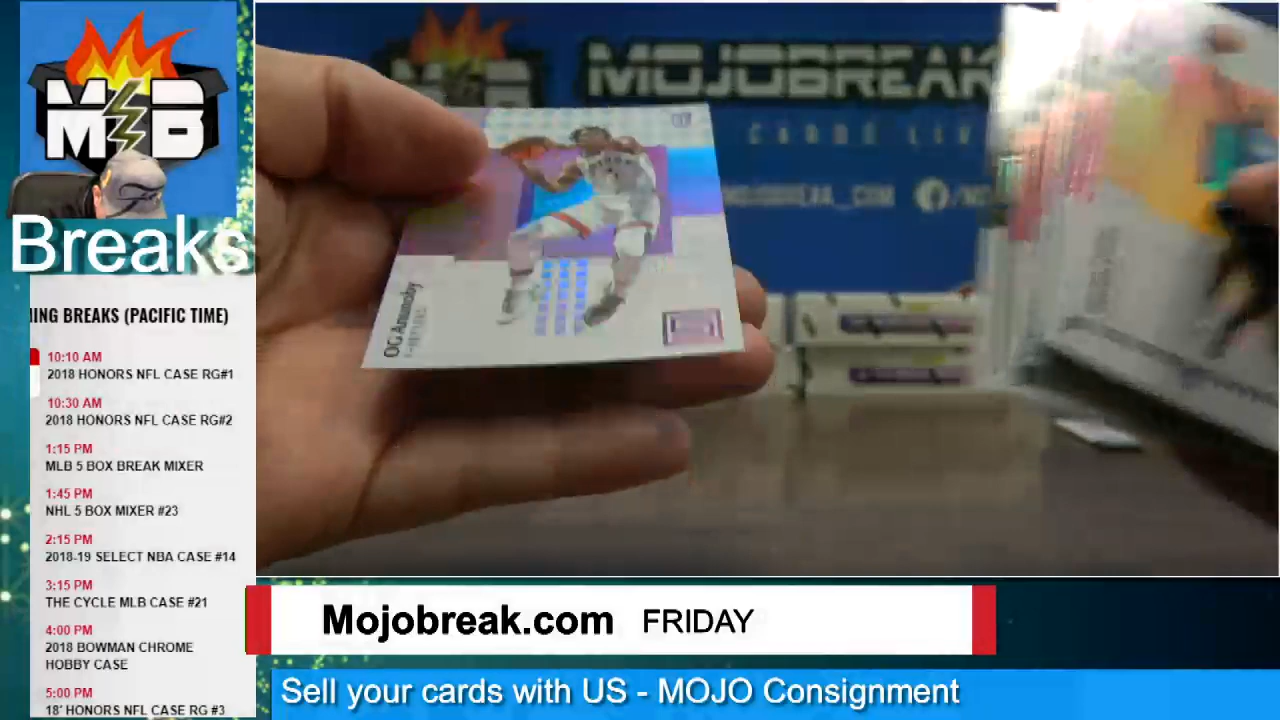 M B
Breaks
ING BREAKS (PACIFIC TIME)
10:10 AM
2018 HONORS NFL CASE RG#1
10:30 AM
2018 HONORS NFL CASE RG#2
1:15 PM
MLB 5 BOX BREAK MIXER
1:45 PM
NHL 5 BOX MIXER #23
2:15 PM
2018-19 SELECT NBA CASE #14
3:15 PM
THE CYCLE MLB CASE #21
4:00 PM
2018 BOWMAN CHROME
HOBBY CASE
5:00 PM
18' HONORS NFL CASE RG #3
MOJOBREAK
CARDS LIV
MOJOBREAK_COM
OG Anunoby
Mojobreak.com FRIDAY
Sell your cards with US - MOJO Consignment